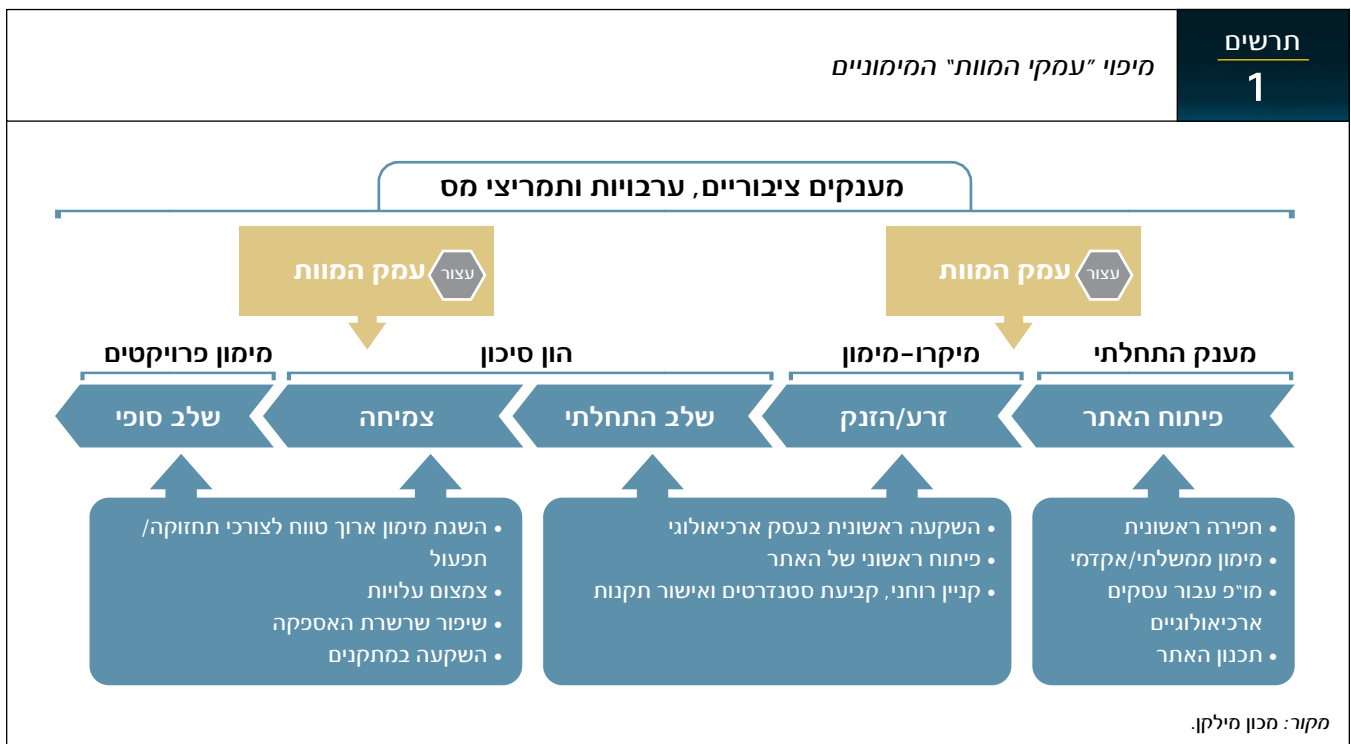 תרשים
1
מיפוי "עמקי המוות" המימוניים
מענקים ציבוריים, ערבויות ותמריצי מס
עצור
עמק המוות
עצור
עמק המוות
מענק התחלתי
מיקרו-מימון
הון סיכון
מימון פרויקטים
פיתוח האתר
זרע/הזנק
שלב התחלתי
צמיחה
שלב סופי
• חפירה ראשונית
• מימון ממשלתי/אקדמי
• מו"פ עבור עסקים
ארכיאולוגיים
• תכנון האתר
• השקעה ראשונית בעסק ארכיאולוגי
• פיתוח ראשוני של האתר
• קניין רוחני, קביעת סטנדרטים ואישור תקנות
• השגת מימון ארוך טווח לצורכי תחזוקה/
תפעול
• צמצום עלויות
• שיפור שרשרת האספקה
• השקעה במתקנים
מקור: מכון מילקן.